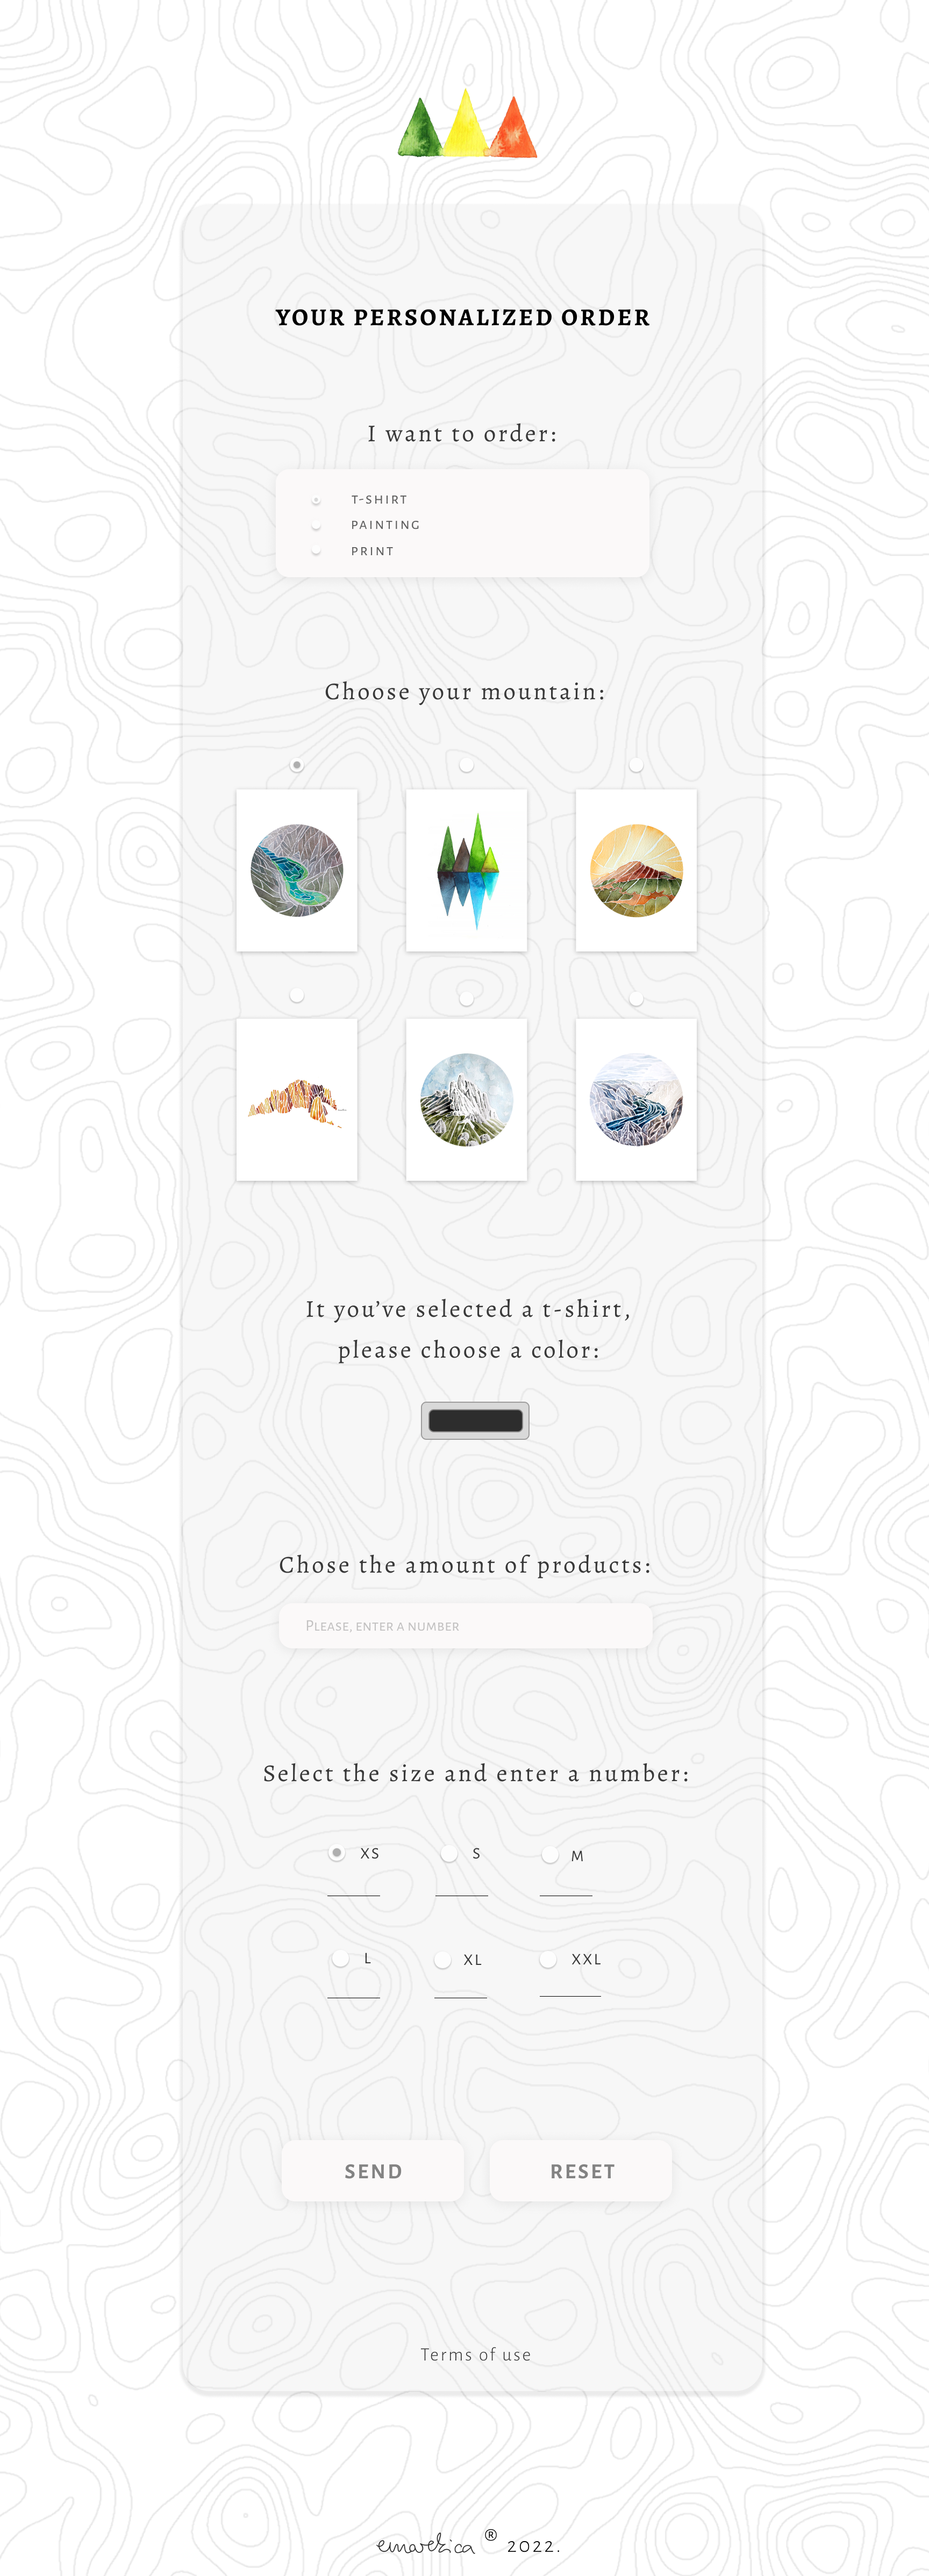 YOUR PERSONALIZED ORDER
I want to order:
T-SHIRT
PAINTING
PRINT
Choose your mountain:
It you’ve selected a t-shirt,
please choose a color:
Chose the amount of products:
Please, enter a number
Select the size and enter a number:
XS S M
L XL XXL
SEND RESET
Terms of use
® 2022.